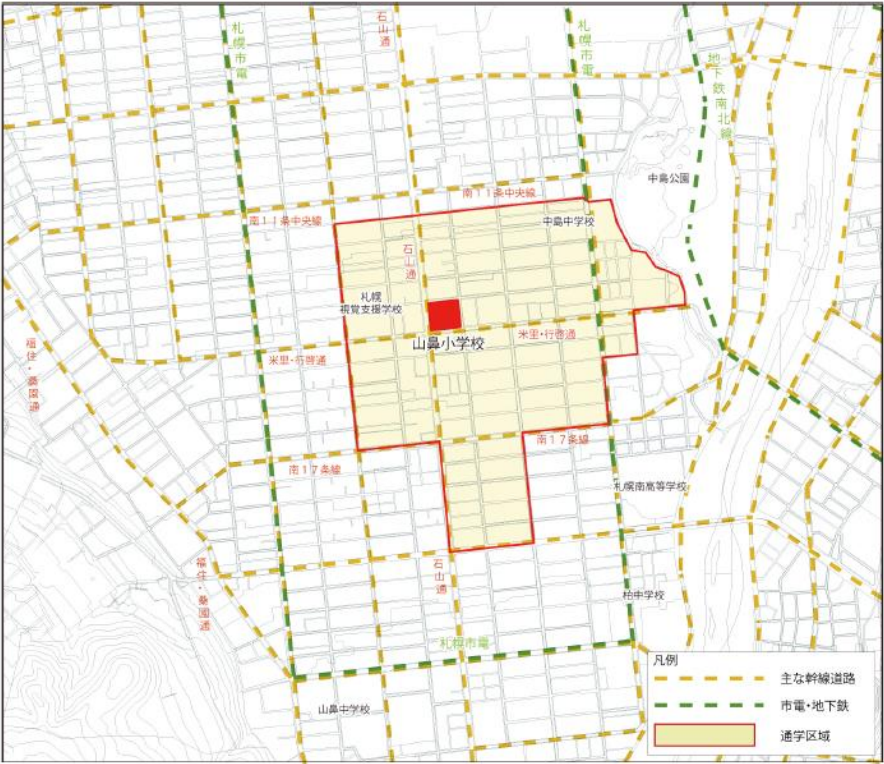 石山通
札幌市電
札幌市電
地下鉄南北線
中島公園
南11条中央線
南11条中央線
中島中学校
石山通
札幌
視覚支援学校
山鼻小学校
米里・行啓通
米里・行啓通
福住・桑園通
南17条線
南17条線
札幌南高等学校
石山通
福住・桑園通
柏中学校
札幌市電
山鼻中学校
凡例
主な幹線道路
市電・地下鉄
通学区域